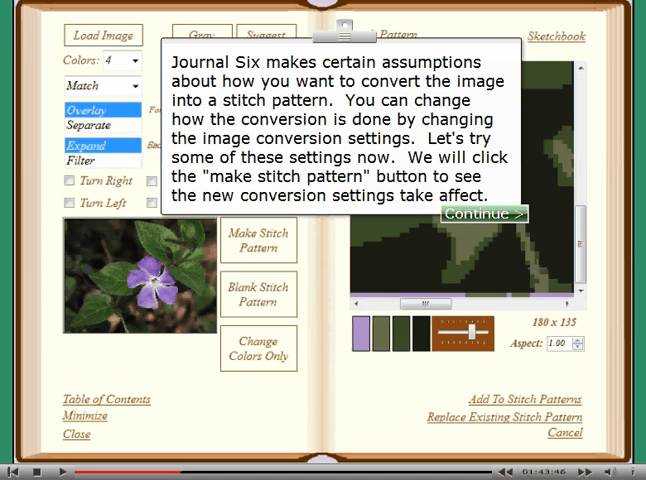 Load Image
Gray
Suggest
Pattern
Sketchbook
Colors: 4
Match
Overlay
Separate
Expand
Filter
Turn Right
Turn Left
Journal Six makes certain assumptions
about how you want to convert the image
into a stitch pattern.  You can change
how the conversion is done by changing
the image conversion settings.  Let's try
some of these settings now.  We will click
the "make stitch pattern" button to see
the new conversion settings take affect.
Continue >
Make Stitch
Pattern
Blank Stitch
Pattern
Change
Colors Only
180 x 135
Aspect: 1.00
Table of Contents
Minimize
Close
Add To Stitch Patterns
Replace Existing Stitch Pattern
Cancel
01:43:46